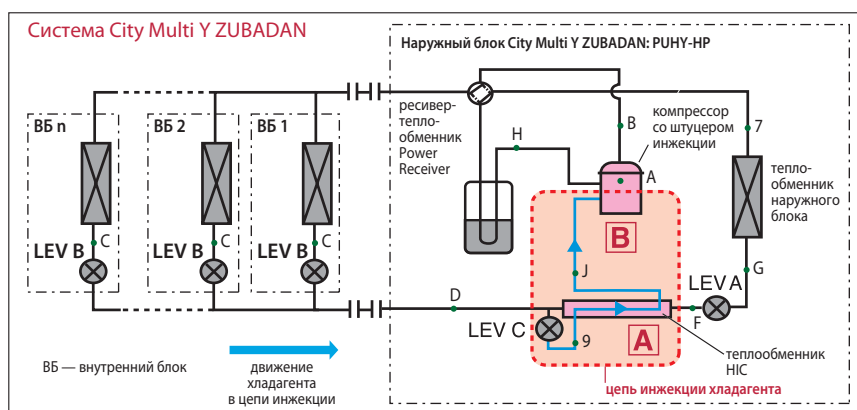 Система City Multi Y ZUBADAN
Наружный блок City Multi Y ZUBADAN: PUHY-HP
ВБ n
ВБ 2
ВБ 1
ресивер-
тепло-
обменник
Power
Receiver
компрессор
со штуцером
инжекции
B
7
H
A
тепло-
обменник
наружного
блока
B
LEV B
C
LEV B
C
LEV B
C
J
G
LEV A
D
LEV C
F
9
A
теплообменник
HIC
ВБ — внутренний блок
движение
хладагента
в цепи инжекции
цепь инжекции хладагента